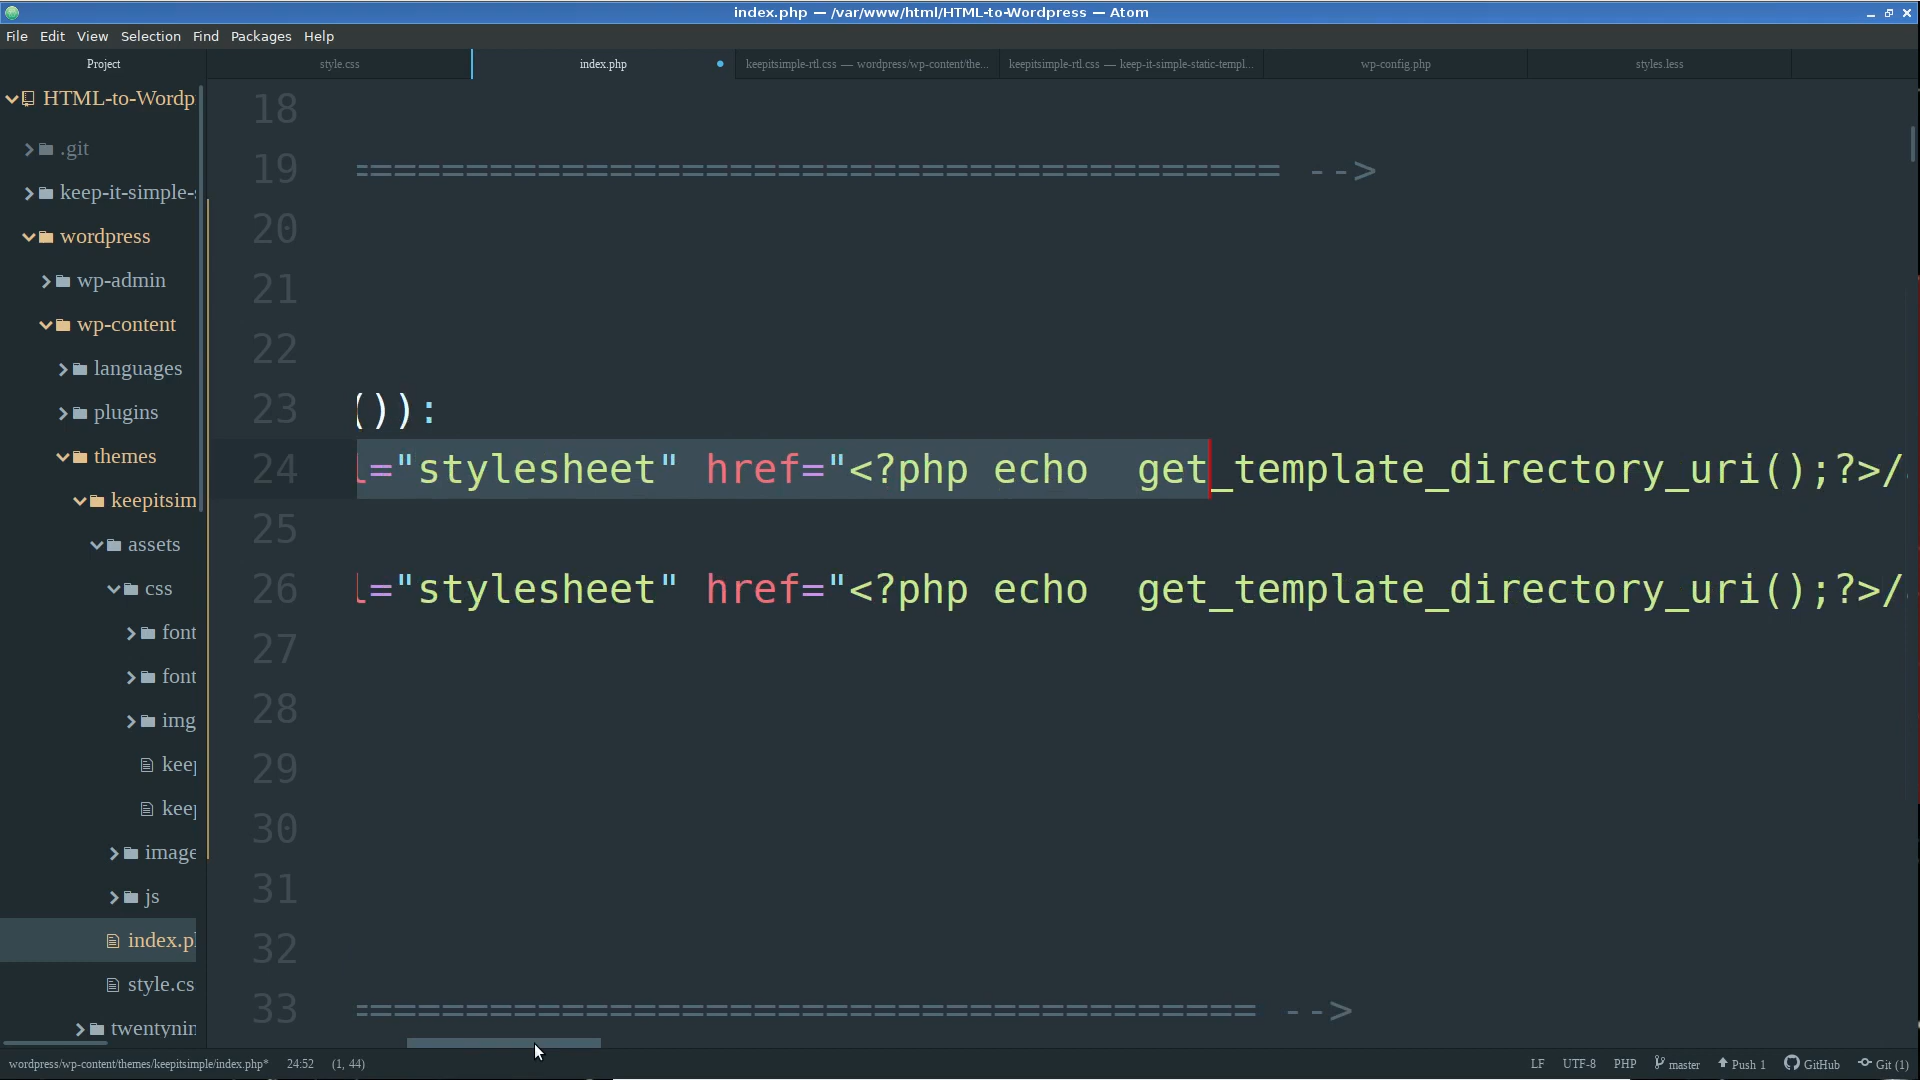 index.php — /var/www/html/HTML-to-Wordpress — Atom
File Edit View Selection Find Packages Help
Project
style.css
index.php
keepitsimple-rtl.css — wordpress/wp-content/the...
keepitsimple-rtl.css — keep-it-simple-static-templ...
wp-config.php
styles.less
HTML-to-Wordp
.git
keep-it-simple-
wordpress
wp-admin
wp-content
languages
plugins
themes
keepitsim
assets
css
font
font
img
keep
keep
image
js
index.p
style.cs
twentynin
18
19 ======================================= -->
20
21
22
23 ()):
24 l="stylesheet" href="<?php echo  get_template_directory_uri();?>/
25
26 l="stylesheet" href="<?php echo  get_template_directory_uri();?>/
27
28
29
30
31
32
33 ====================================== -->
wordpress/wp-content/themes/keepitsimple/index.php* 24:52 (1, 44)
LF UTF-8 PHP master Push 1 GitHub Git (1)